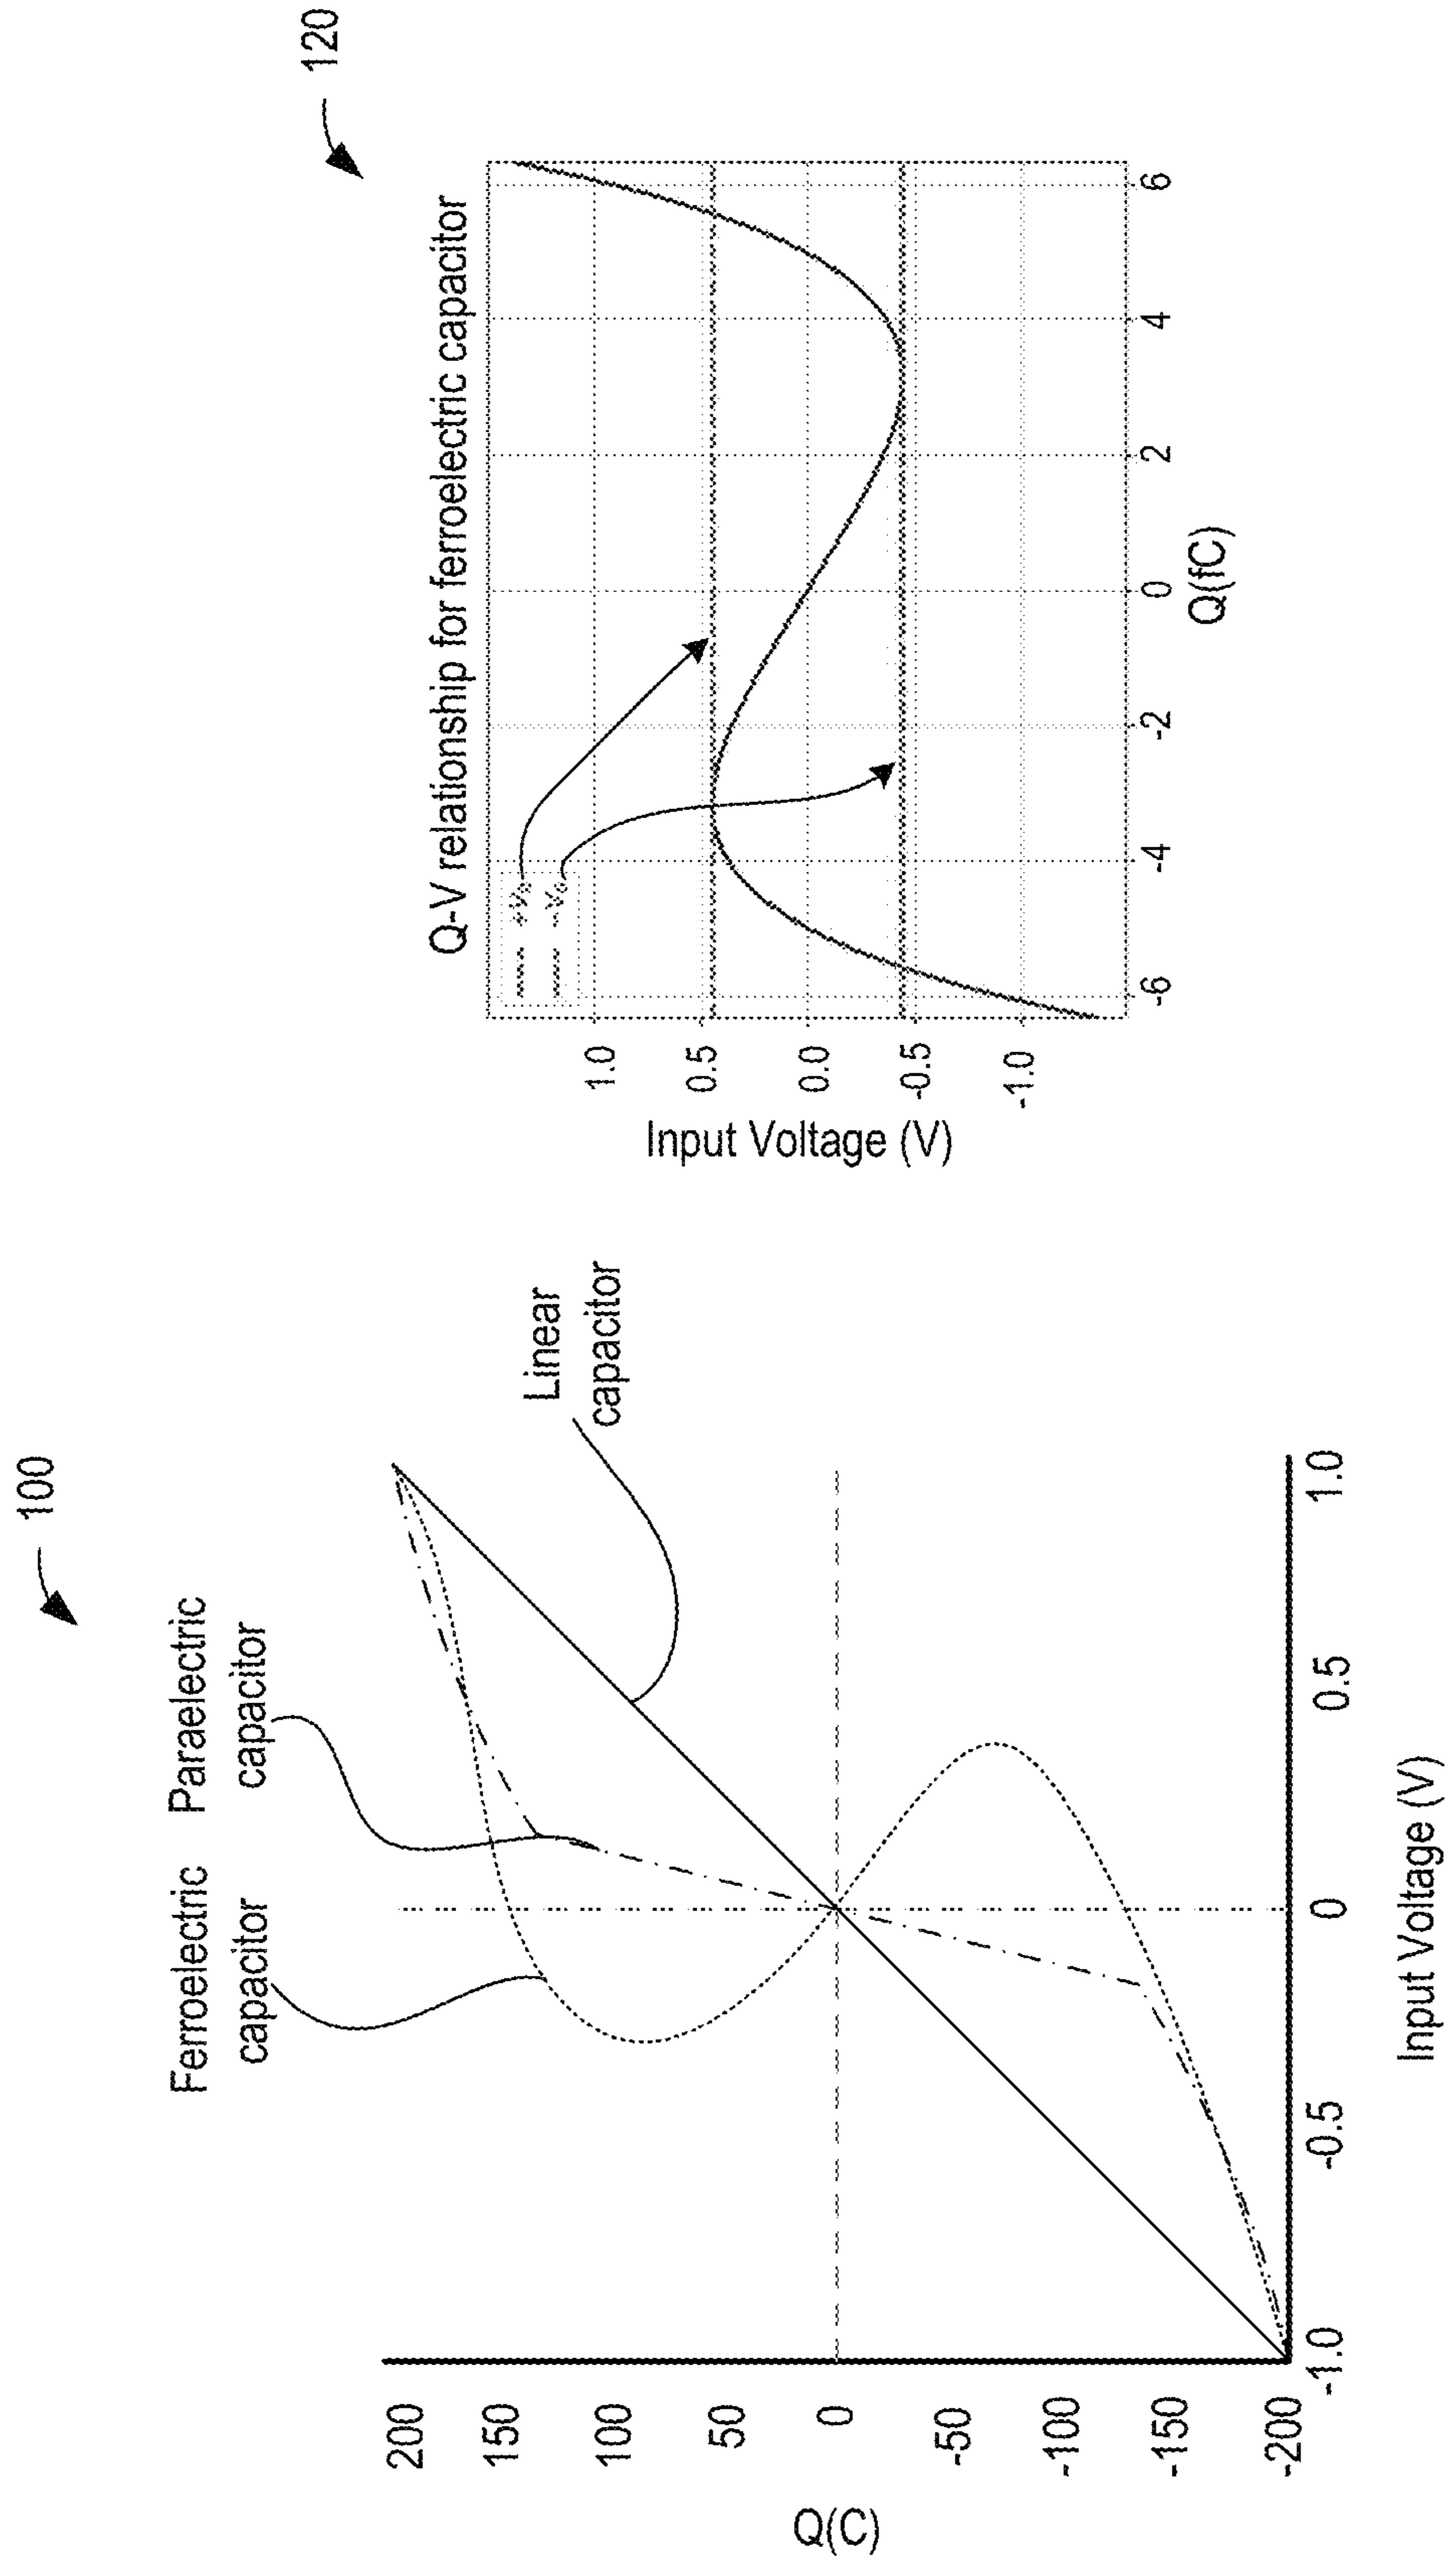 100
Ferroelectric
capacitor
Paraelectric
capacitor
Linear
capacitor
Q(C)
200
150
100
50
0
-50
-100
-150
-200
-1.0
-0.5
0
0.5
1.0
Input Voltage (V)
120
Q-V relationship for ferroelectric capacitor
Input Voltage (V)
1.0
0.5
0.0
-0.5
-1.0
-6
-4
-2
0
2
4
6
Q(fC)